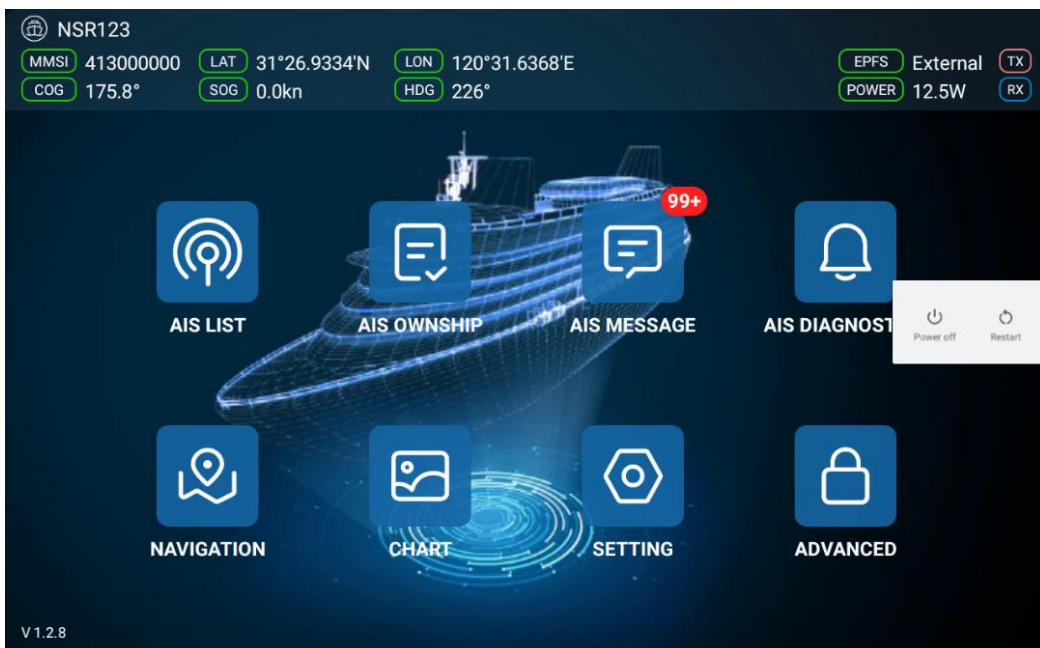 NSR123
MMSI 413000000 LAT 31°26.9334'N LON 120°31.6368'E EPFS External TX
COG 175.8° SOG 0.0kn HDG 226° POWER 12.5W RX
99+
AIS LIST AIS OWNSHIP AIS MESSAGE AIS DIAGNOST
Power off Restart
NAVIGATION CHART SETTING ADVANCED
V 1.2.8